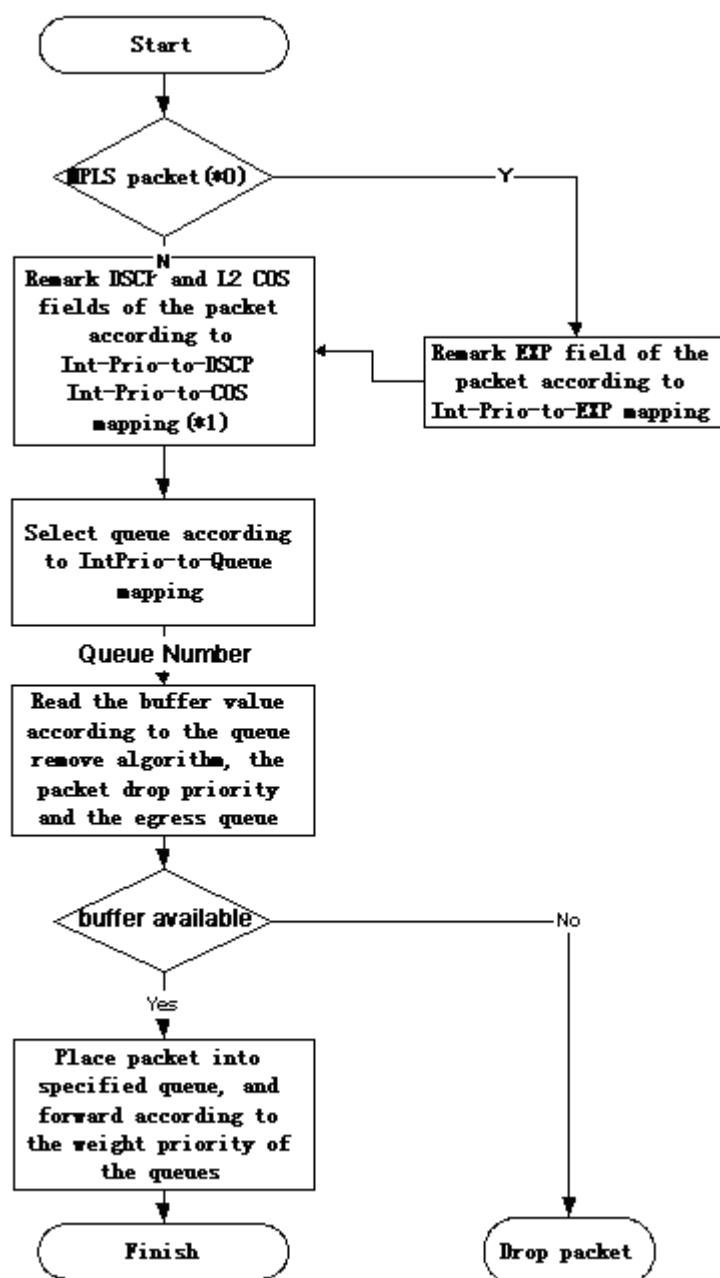 Start
MPLS packet(*0)
Y
N
Remark DSCP and L2 COS
fields of the packet
according to
Int-Prio-to-DSCP
Int-Prio-to-COS
mapping(*1)
Remark EXP field of the
packet according to
Int-Prio-to-EXP mapping
Select queue according
to IntPrio-to-Queue
mapping
Queue Number
Read the buffer value
according to the queue
remove algorithm, the
packet drop priority
and the egress queue
buffer available
No
Yes
Place packet into
specified queue, and
forward according to
the weight priority of
the queues
Finish
Drop packet